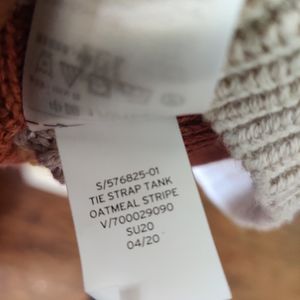 S/576825-01
TIE STRAP TANK
OATMEAL STRIPE
V/700029090
SU20
04/20